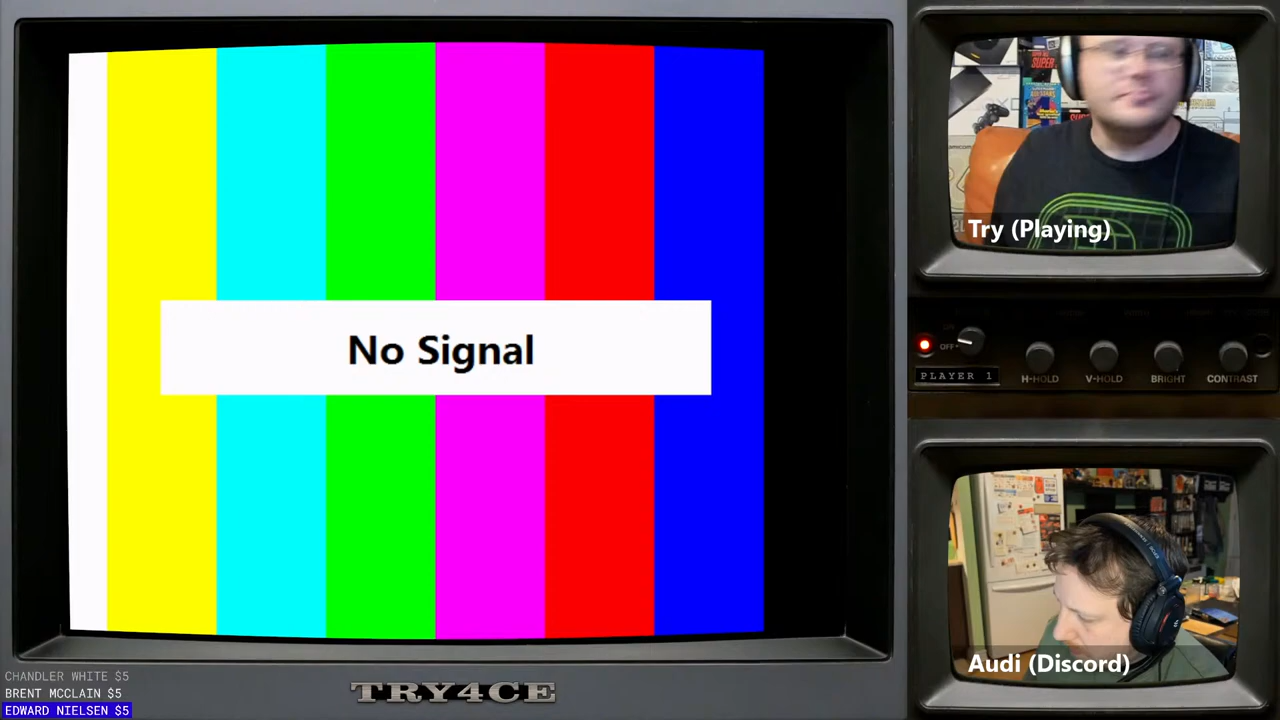 No Signal
Try (Playing)
OFF
PLAYER 1
H-HOLD V-HOLD BRIGHT CONTRAST
Audi (Discord)
CHANDLER WHITE $5
BRENT MCCLAIN $5
EDWARD NIELSEN $5
TRY4CE
SUPER